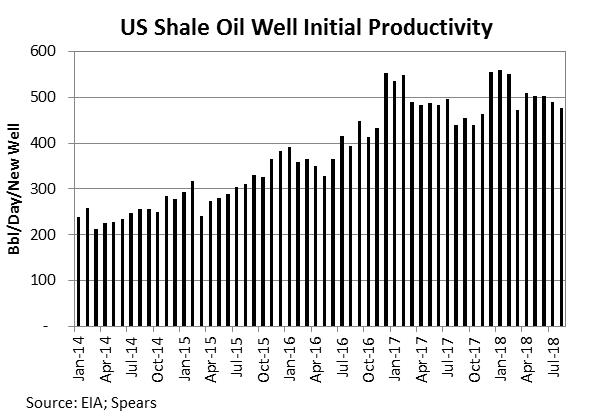 US Shale Oil Well Initial Productivity
Bbl/Day/New Well
600
500
400
300
200
100
-
Jan-14
Apr-14
Jul-14
Oct-14
Jan-15
Apr-15
Jul-15
Oct-15
Jan-16
Apr-16
Jul-16
Oct-16
Jan-17
Apr-17
Jul-17
Oct-17
Jan-18
Apr-18
Jul-18
Source: EIA; Spears